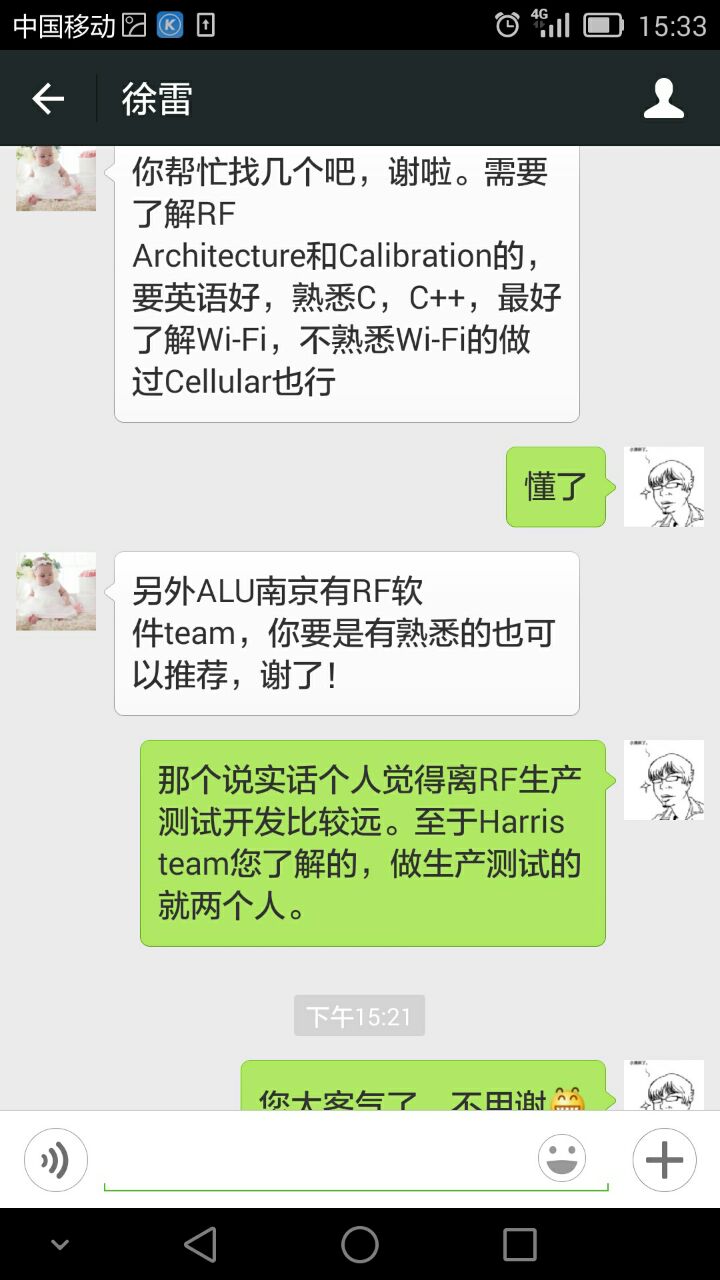 中国移动
4G
15:33
徐雷
你帮忙找几个吧，谢啦。需要
了解RF
Architecture和Calibration的，
要英语好，熟悉C，C++，最好
了解Wi-Fi，不熟悉Wi-Fi的做
过Cellular也行
懂了
另外ALU南京有RF软
件team，你要是有熟悉的也可
以推荐，谢了！
那个说实话个人觉得离RF生产
测试开发比较远。至于Harris
team您了解的，做生产测试的
就两个人。
下午15:21
您太客气了，不用谢